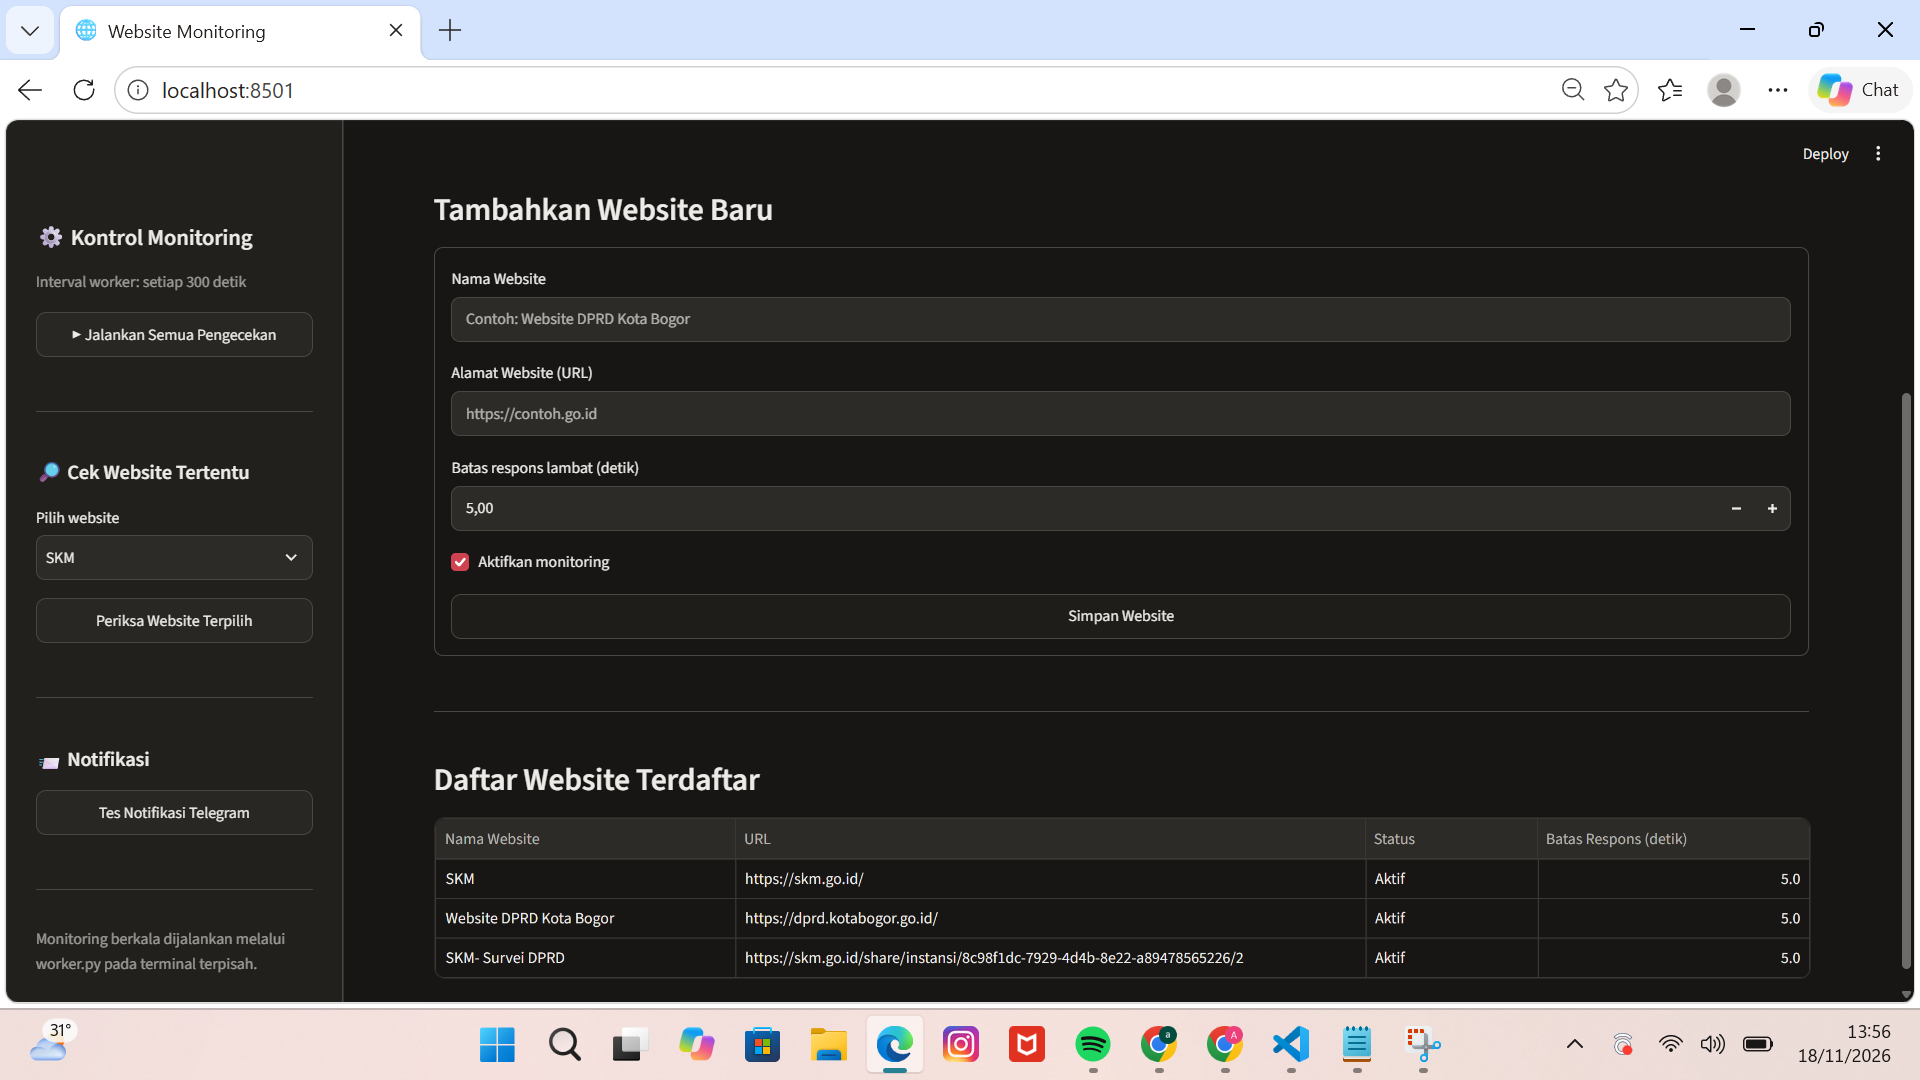 Website Monitoring
localhost:8501
Chat
Deploy
Kontrol Monitoring
Interval worker: setiap 300 detik
Jalankan Semua Pengecekan
Cek Website Tertentu
Pilih website
SKM
Periksa Website Terpilih
Notifikasi
Tes Notifikasi Telegram
Monitoring berkala dijalankan melalui
worker.py pada terminal terpisah.
Tambahkan Website Baru
Nama Website
Contoh: Website DPRD Kota Bogor
Alamat Website (URL)
https://contoh.go.id
Batas respons lambat (detik)
5,00
Aktifkan monitoring
Simpan Website
Daftar Website Terdaftar
Nama Website URL Status Batas Respons (detik)
SKM https://skm.go.id/ Aktif 5.0
Website DPRD Kota Bogor https://dprd.kotabogor.go.id/ Aktif 5.0
SKM- Survei DPRD https://skm.go.id/share/instansi/8c98f1dc-7929-4d4b-8e22-a89478565226/2 Aktif 5.0
31°
13:56
18/11/2026